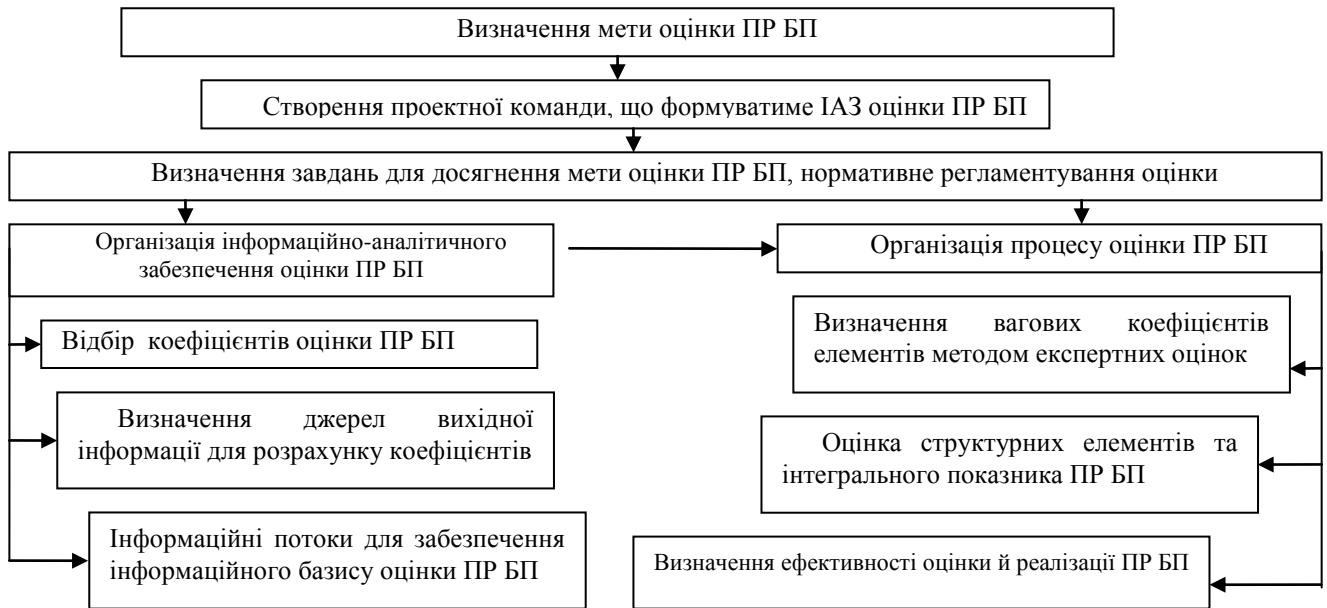 Визначення мети оцінки ПР БП
Створення проектної команди, що формуватиме ІАЗ оцінки ПР БП
Визначення завдань для досягнення мети оцінки ПР БП, нормативне регламентування оцінки
Організація інформаційно-аналітичного
забезпечення оцінки ПР БП
Організація процесу оцінки ПР БП
Відбір коефіцієнтів оцінки ПР БП
Визначення джерел вихідної
інформації для розрахунку коефіцієнтів
Інформаційні потоки для забезпечення
інформаційного базису оцінки ПР БП
Визначення вагових коефіцієнтів
елементів методом експертних оцінок
Оцінка структурних елементів та
інтегрального показника ПР БП
Визначення ефективності оцінки й реалізації ПР БП